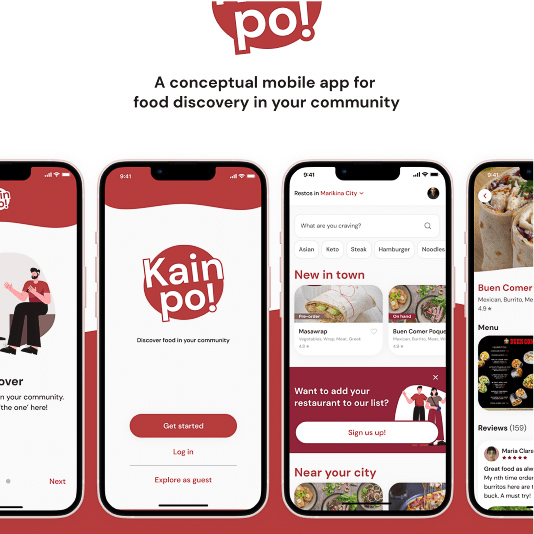 po!
A conceptual mobile app for
food discovery in your community
Kain
po!
over
n your community.
'the one' here!
Next
9:41
Kain
po!
Discover food in your community
Get started
Log in
Explore as guest
9:41
Restos in Marikina City
What are you craving?
Asian
Keto
Steak
Hamburger
Noodles
New in town
Pre-order
Masawrap
Vegetables, Wrap, Meat, Greek
4.9
On hand
Buen Comer Poque
Mexican, Burrito, Me
4.9
Want to add your
restaurant to our list?
Sign us up!
Near your city
9:41
Buen Comer
Mexican, Burrito, Me
4.9
Menu
Reviews (159)
Maria Clara
Great food as alw
My nth time order
burritos here are t
buck. A must try!